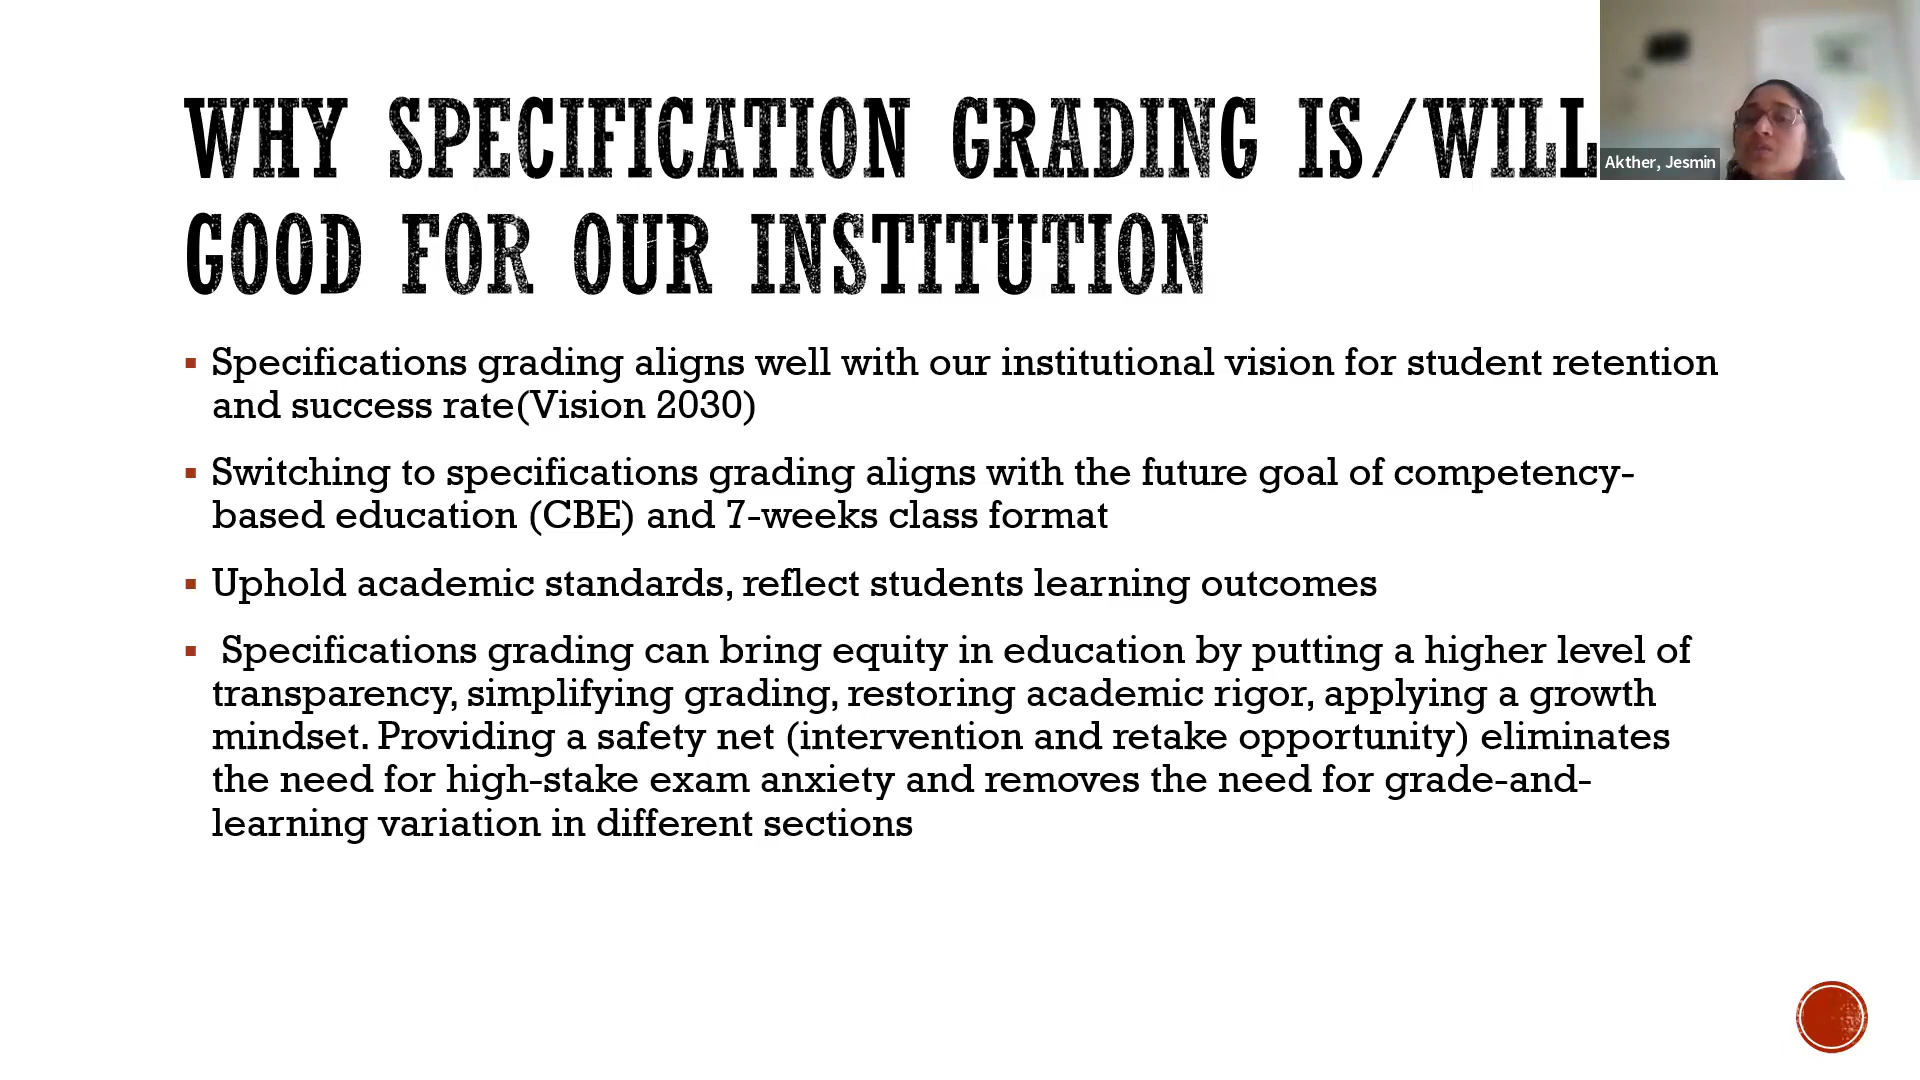 WHY SPECIFICATION GRADING IS/WILL
Akther, Jesmin
GOOD FOR OUR INSTITUTION
▪ Specifications grading aligns well with our institutional vision for student retention
and success rate(Vision 2030)
▪ Switching to specifications grading aligns with the future goal of competency-
based education (CBE) and 7-weeks class format
▪ Uphold academic standards, reflect students learning outcomes
▪ Specifications grading can bring equity in education by putting a higher level of
transparency, simplifying grading, restoring academic rigor, applying a growth
mindset. Providing a safety net (intervention and retake opportunity) eliminates
the need for high-stake exam anxiety and removes the need for grade-and-
learning variation in different sections